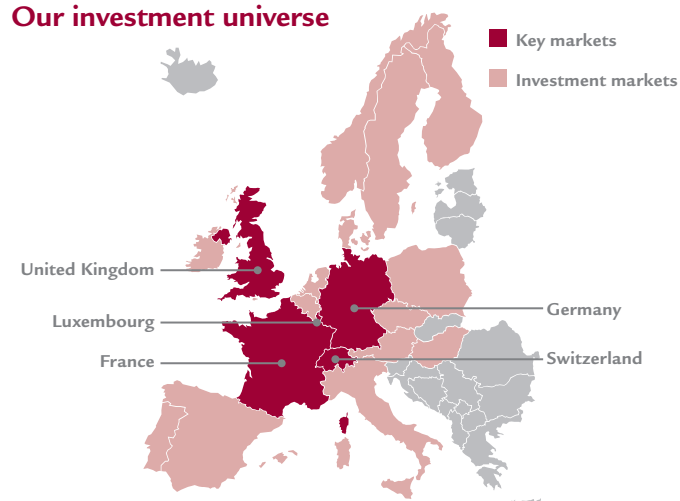 Our investment universe
Key markets
Investment markets
United Kingdom
Luxembourg
France
Germany
Switzerland